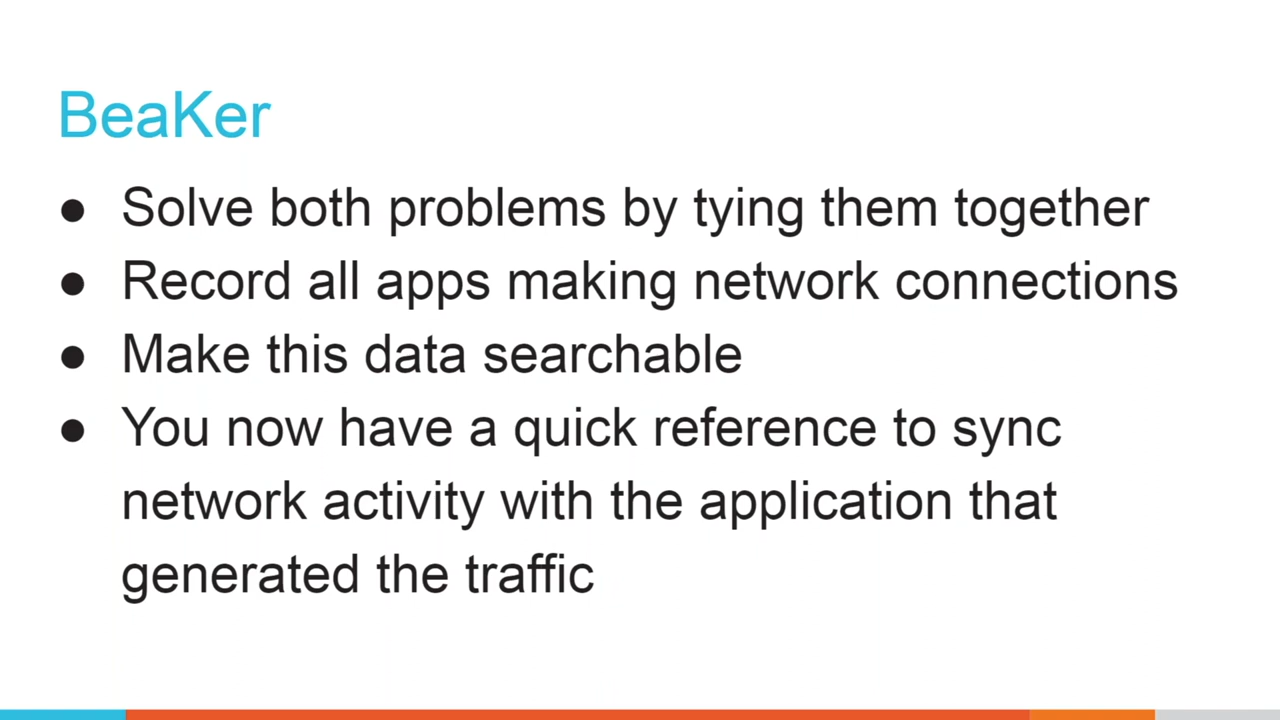 BeaKer
● Solve both problems by tying them together
● Record all apps making network connections
● Make this data searchable
● You now have a quick reference to sync
network activity with the application that
generated the traffic